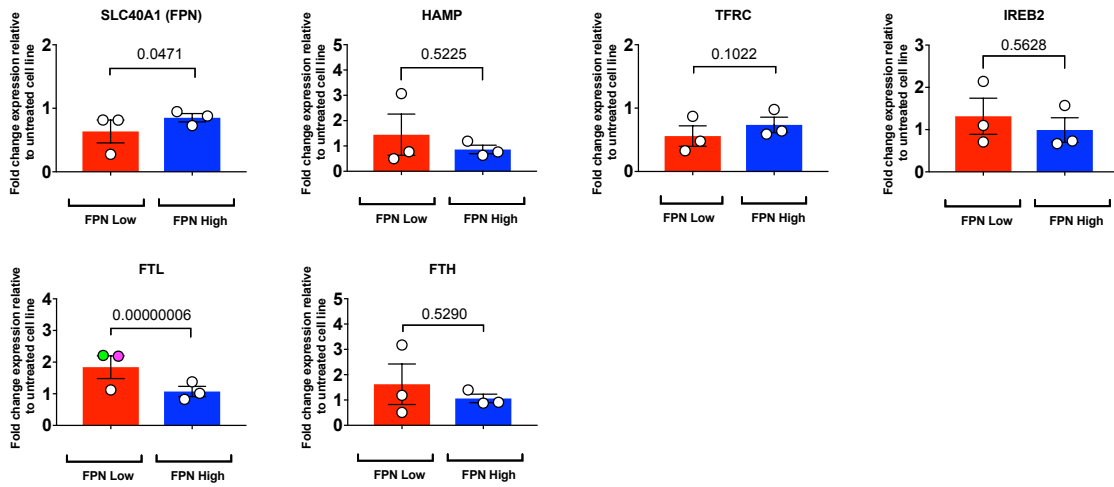 SLC40A1 (FPN)
Fold change expression relative
to untreated cell line
2
1
0
0.0471
FPN Low
FPN High
HAMP
Fold change expression relative
to untreated cell line
5
4
3
2
1
0
0.5225
FPN Low
FPN High
TFRC
Fold change expression relative
to untreated cell line
2
1
0
0.1022
FPN Low
FPN High
IREB2
Fold change expression relative
to untreated cell line
3
2
1
0
0.5628
FPN Low
FPN High
FTL
Fold change expression relative
to untreated cell line
4
3
2
1
0
0.00000006
FPN Low
FPN High
FTH
Fold change expression relative
to untreated cell line
5
4
3
2
1
0
0.5290
FPN Low
FPN High